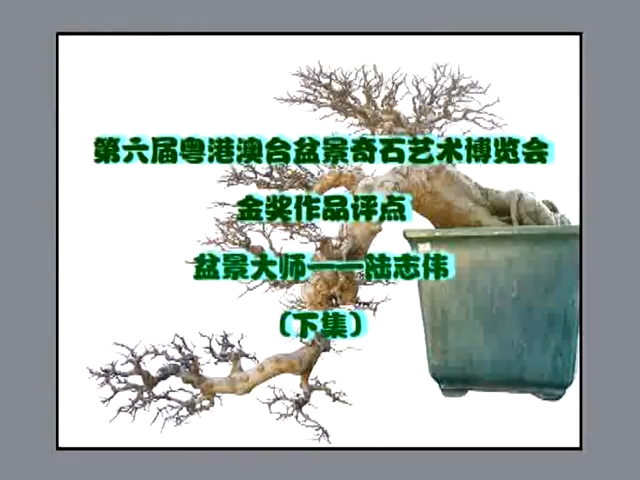 第六届粤港澳台盆景奇石艺术博览会
金奖作品评点
盆景大师——陆志伟
（下集）